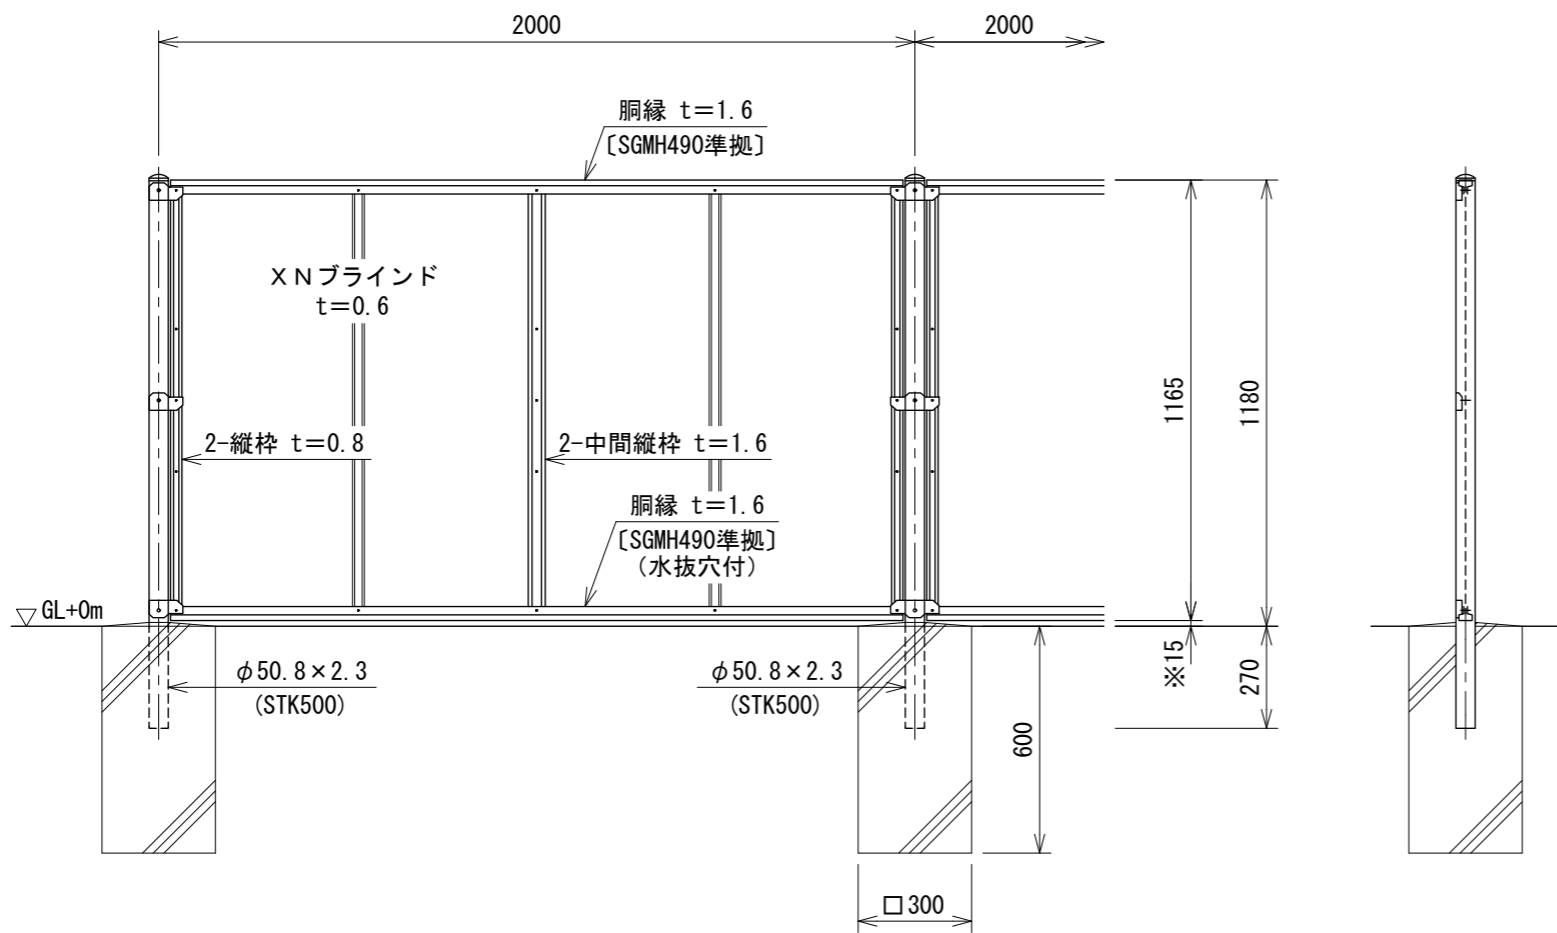 2000
2000
胴縁 t=1.6
〔SGMH490準拠〕
XNブラインド
t=0.6
1165
1180
2-縦枠 t=0.8
2-中間縦枠 t=1.6
胴縁 t=1.6
〔SGMH490準拠〕
(水抜穴付)
▽GL+0m
φ50.8×2.3
(STK500)
φ50.8×2.3
(STK500)
※15
270
600
□300